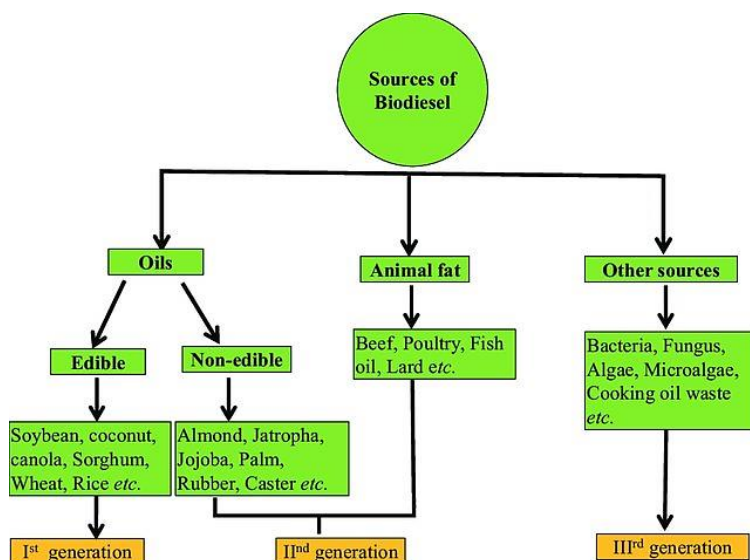 Sources of
Biodiesel
Oils
Animal fat
Other sources
Edible
Non-edible
Beef, Poultry, Fish
oil, Lard etc.
Bacteria, Fungus,
Algae, Microalgae,
Cooking oil waste
etc.
Soybean, coconut,
canola, Sorghum,
Wheat, Rice etc.
Almond, Jatropha,
Jojoba, Palm,
Rubber, Caster etc.
Iˢᵗ generation
IIⁿᵈ generation
IIIʳᵈ generation